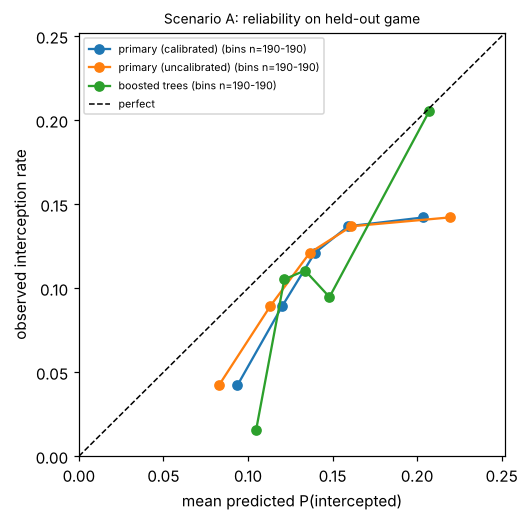 Scenario A: reliability on held-out game
primary (calibrated) (bins n=190-190)
primary (uncalibrated) (bins n=190-190)
boosted trees (bins n=190-190)
perfect
observed interception rate
0.25
0.20
0.15
0.10
0.05
0.00
0.00 0.05 0.10 0.15 0.20 0.25
mean predicted P(intercepted)